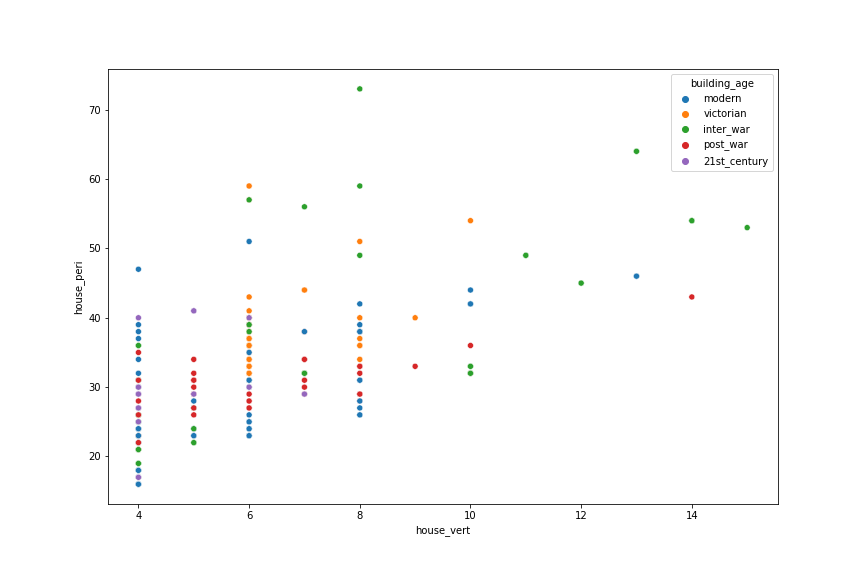 building_age
modern
victorian
inter_war
post_war
21st_century
70
60
50
40
30
20
house_peri
4 6 8 10 12 14
house_vert